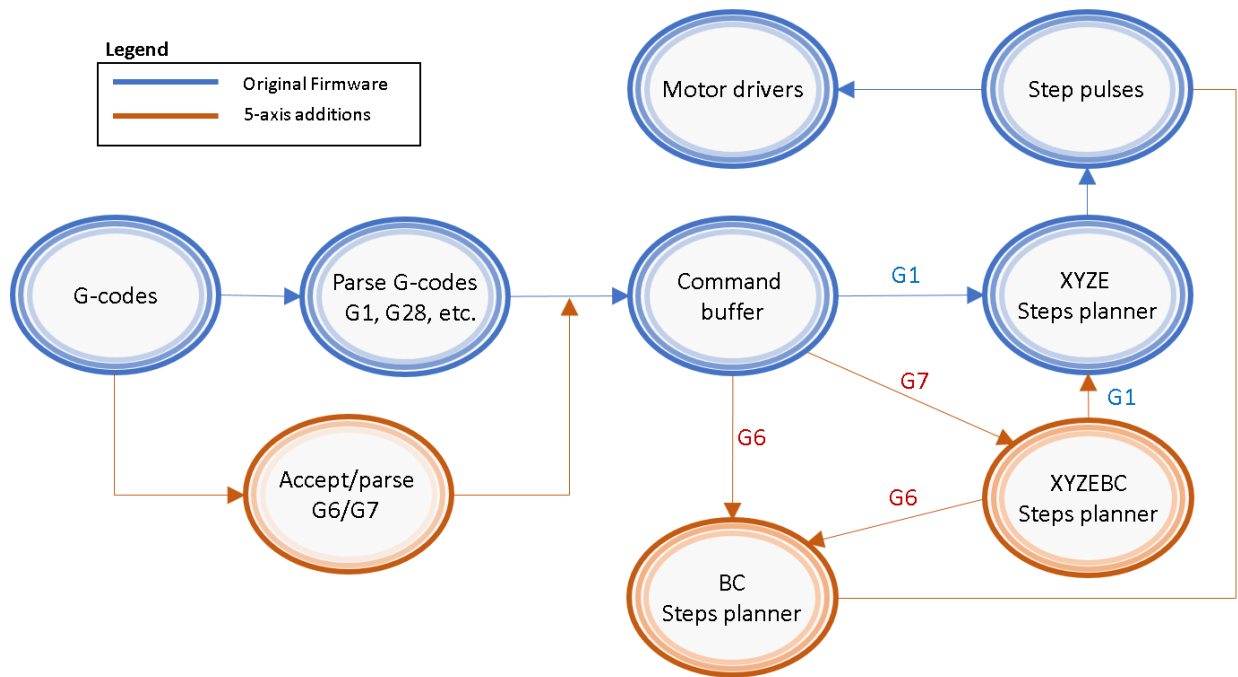 Legend
Original Firmware
5-axis additions
Motor drivers
Step pulses
G-codes
Parse G-codes
G1, G28, etc.
Command
buffer
G1
XYZE
Steps planner
G7
G1
G6
Accept/parse
G6/G7
G6
XYZEBC
Steps planner
BC
Steps planner